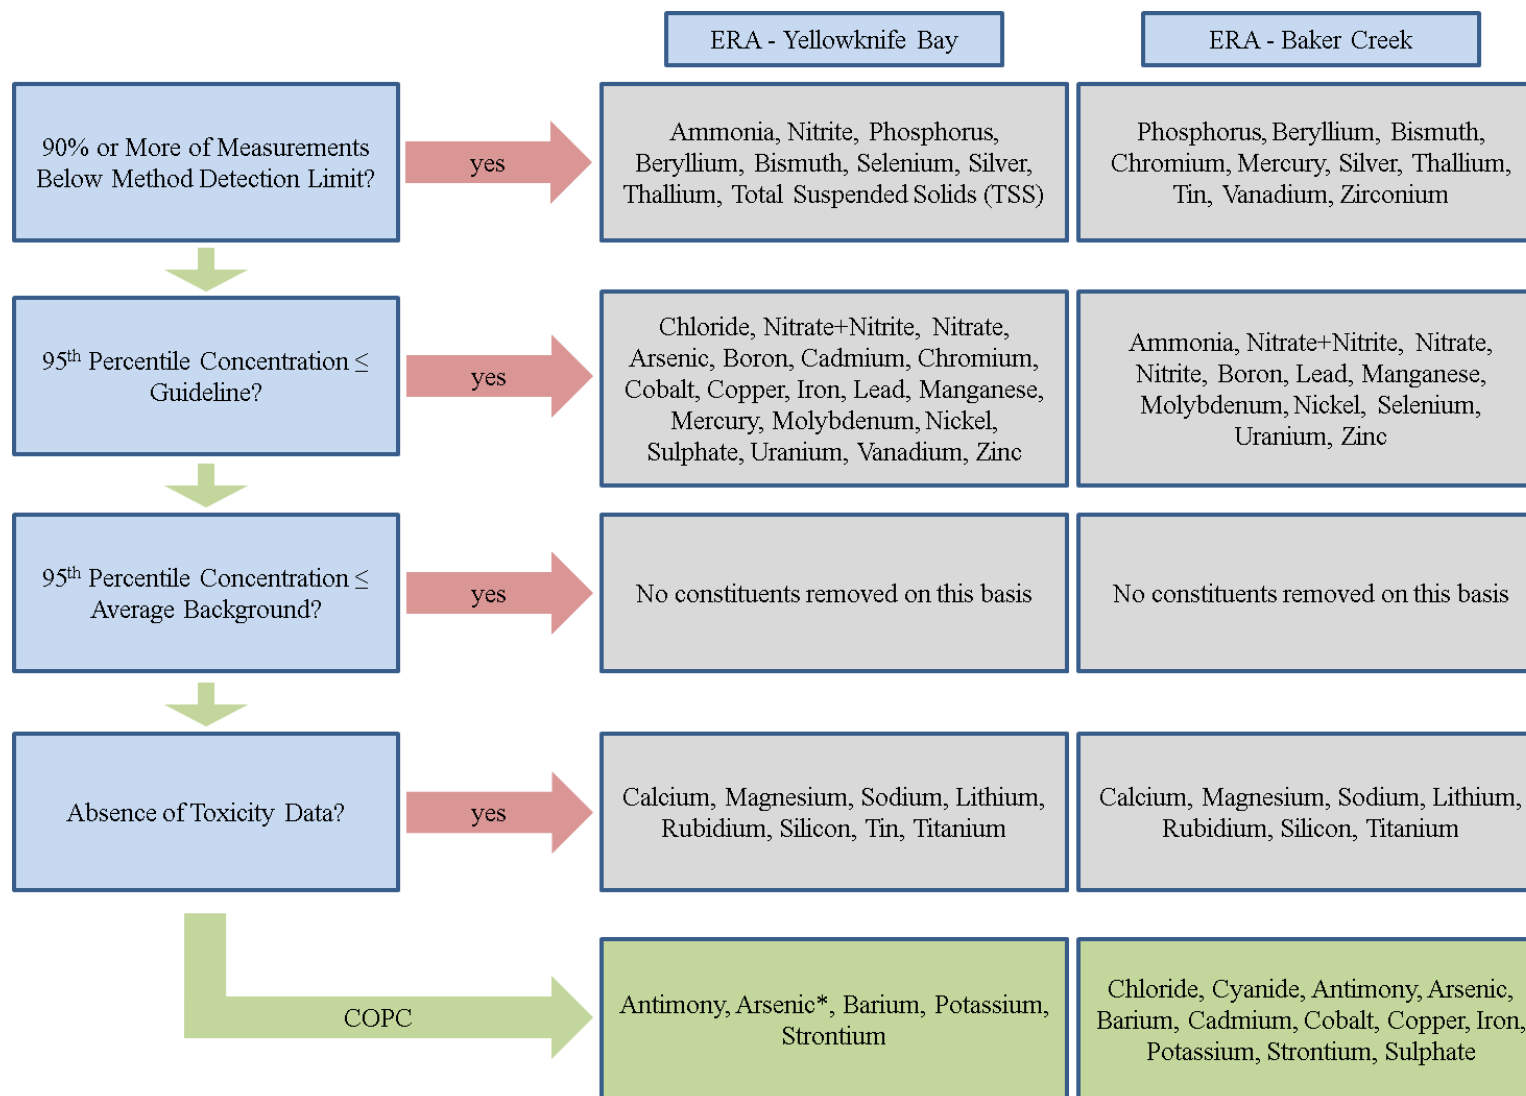 ERA - Yellowknife Bay
ERA - Baker Creek
90% or More of Measurements
Below Method Detection Limit?
yes
Ammonia, Nitrite, Phosphorus,
Beryllium, Bismuth, Selenium, Silver,
Thallium, Total Suspended Solids (TSS)
Phosphorus, Beryllium, Bismuth,
Chromium, Mercury, Silver, Thallium,
Tin, Vanadium, Zirconium
95th Percentile Concentration ≤
Guideline?
yes
Chloride, Nitrate+Nitrite, Nitrate,
Arsenic, Boron, Cadmium, Chromium,
Cobalt, Copper, Iron, Lead, Manganese,
Mercury, Molybdenum, Nickel,
Sulphate, Uranium, Vanadium, Zinc
Ammonia, Nitrate+Nitrite, Nitrate,
Nitrite, Boron, Lead, Manganese,
Molybdenum, Nickel, Selenium,
Uranium, Zinc
95th Percentile Concentration ≤
Average Background?
yes
No constituents removed on this basis
No constituents removed on this basis
Absence of Toxicity Data?
yes
Calcium, Magnesium, Sodium, Lithium,
Rubidium, Silicon, Tin, Titanium
Calcium, Magnesium, Sodium, Lithium,
Rubidium, Silicon, Titanium
COPC
Antimony, Arsenic*, Barium, Potassium,
Strontium
Chloride, Cyanide, Antimony, Arsenic,
Barium, Cadmium, Cobalt, Copper, Iron,
Potassium, Strontium, Sulphate